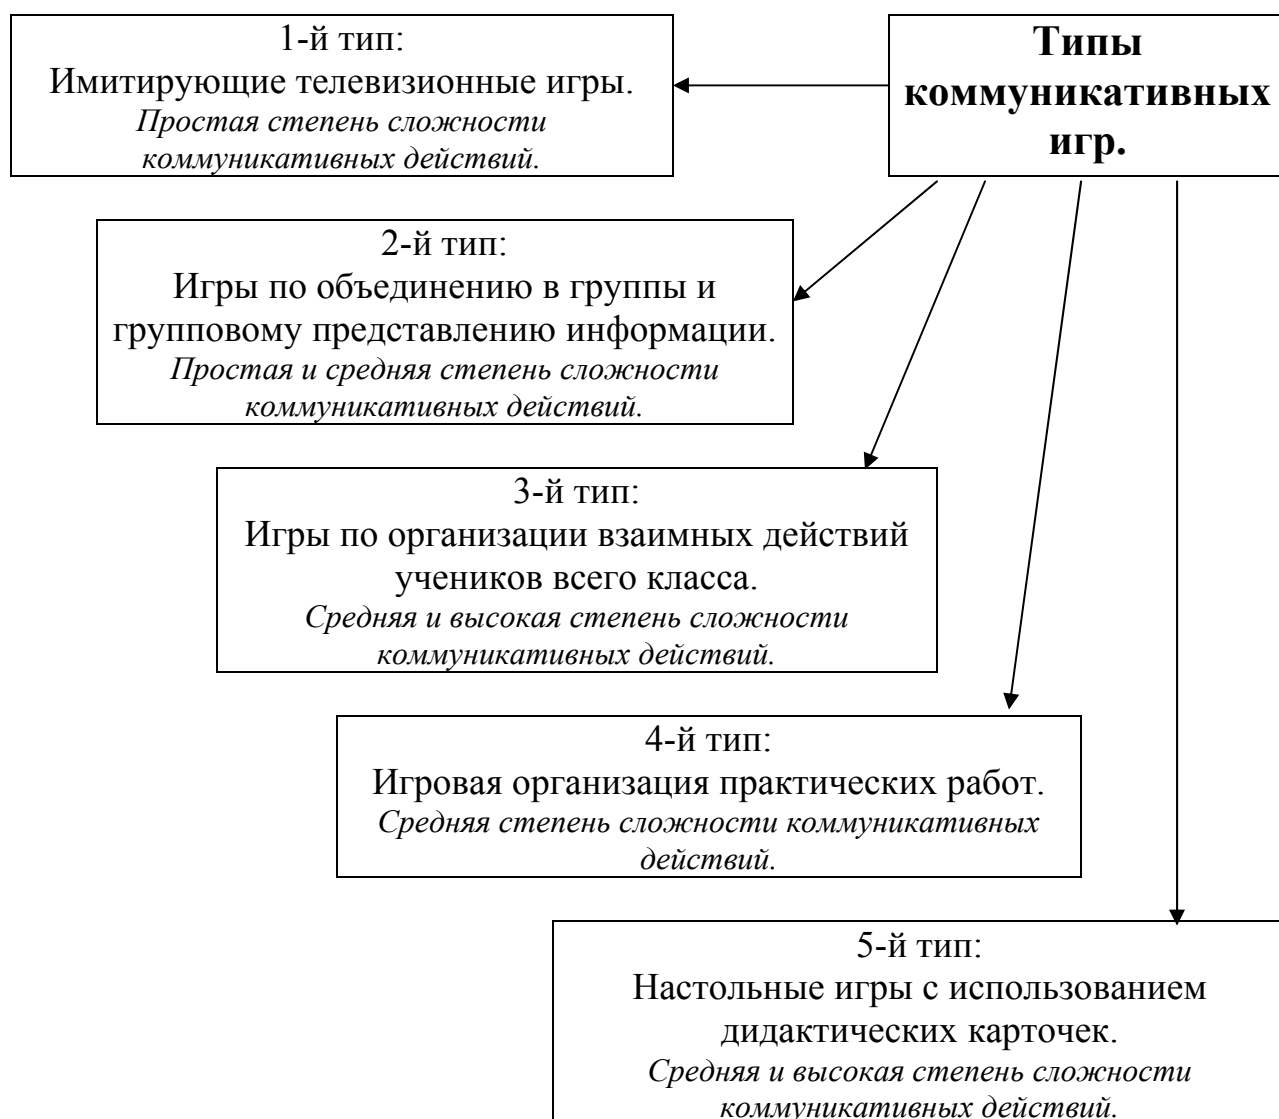 1-й тип:
Имитирующие телевизионные игры.
Простая степень сложности
коммуникативных действий.
Типы
коммуникативных
игр.
2-й тип:
Игры по объединению в группы и
групповому представлению информации.
Простая и средняя степень сложности
коммуникативных действий.
3-й тип:
Игры по организации взаимных действий
учеников всего класса.
Средняя и высокая степень сложности
коммуникативных действий.
4-й тип:
Игровая организация практических работ.
Средняя степень сложности коммуникативных
действий.
5-й тип:
Настольные игры с использованием
дидактических карточек.
Средняя и высокая степень сложности
коммуникативных действий.